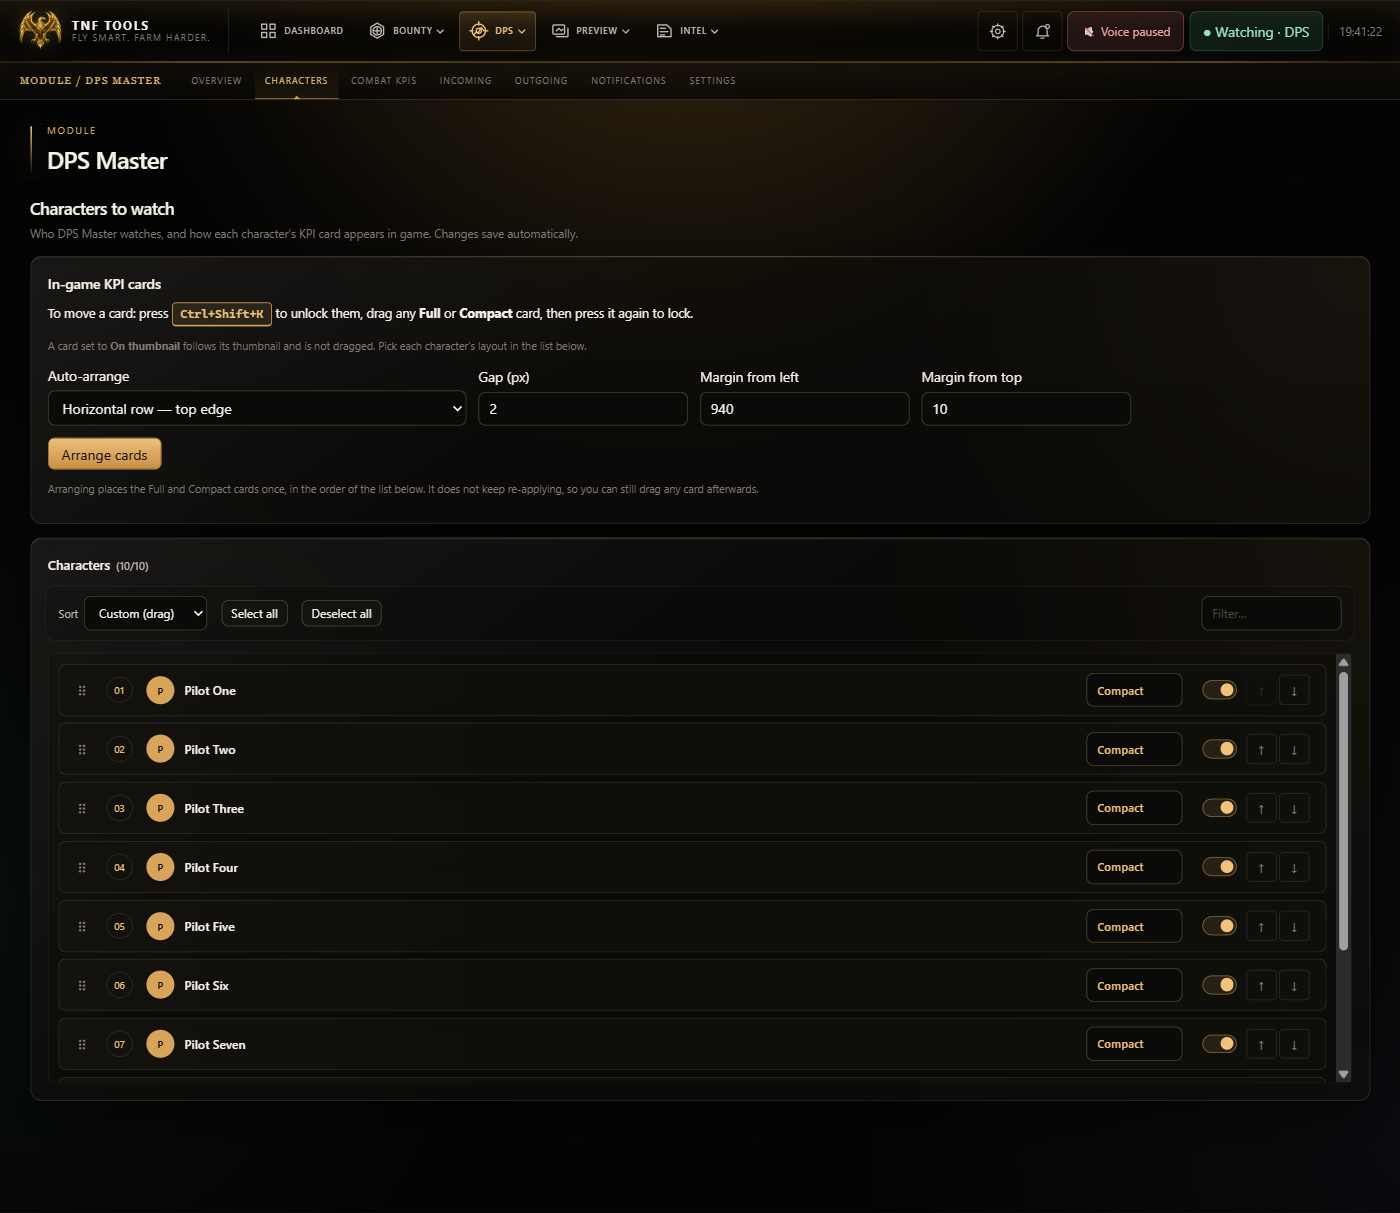 TNF TOOLS
FLY SMART. FARM HARDER.
DASHBOARD
BOUNTY
DPS
PREVIEW
INTEL
Voice paused
Watching · DPS
19:41:22
MODULE / DPS MASTER
OVERVIEW
CHARACTERS
COMBAT KPIS
INCOMING
OUTGOING
NOTIFICATIONS
SETTINGS
MODULE
DPS Master
Characters to watch
Who DPS Master watches, and how each character's KPI card appears in game. Changes save automatically.
In-game KPI cards
To move a card: press Ctrl+Shift+K to unlock them, drag any Full or Compact card, then press it again to lock.
A card set to On thumbnail follows its thumbnail and is not dragged. Pick each character's layout in the list below.
Auto-arrange
Gap (px)
Margin from left
Margin from top
Horizontal row — top edge
2
940
10
Arrange cards
Arranging places the Full and Compact cards once, in the order of the list below. It does not keep re-applying, so you can still drag any card afterwards.
Characters (10/10)
Sort
Custom (drag)
Select all
Deselect all
Filter...
01 P Pilot One Compact ↑ ↓
02 P Pilot Two Compact ↑ ↓
03 P Pilot Three Compact ↑ ↓
04 P Pilot Four Compact ↑ ↓
05 P Pilot Five Compact ↑ ↓
06 P Pilot Six Compact ↑ ↓
07 P Pilot Seven Compact ↑ ↓